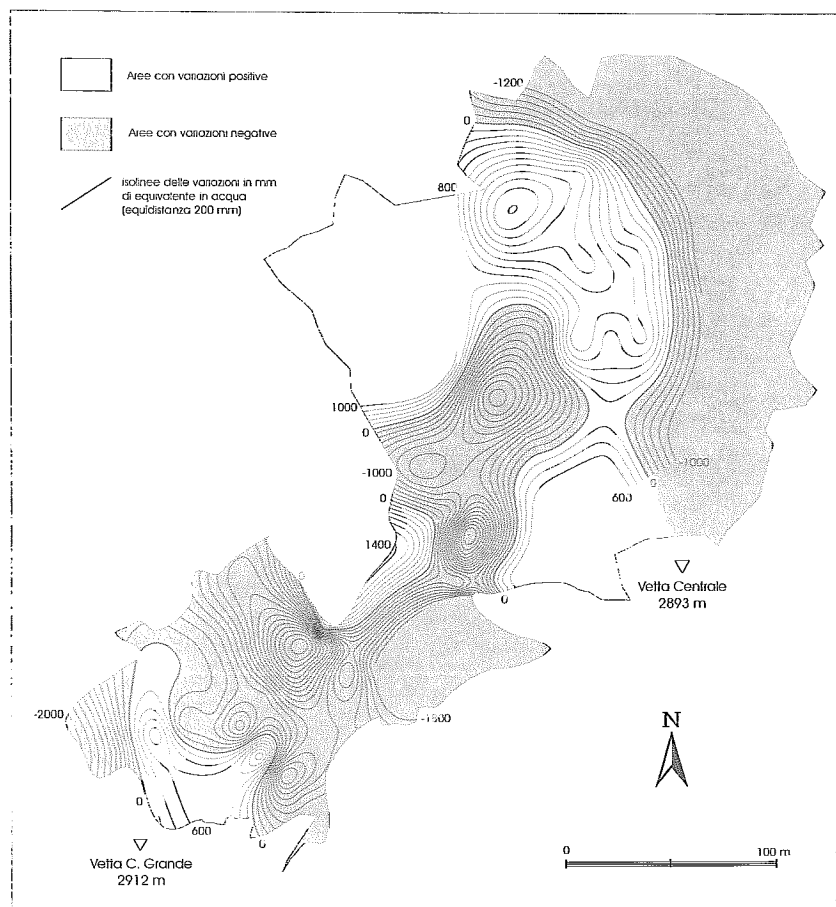 Aree con variazioni positive
Aree con variazioni negative
isolinee delle variazioni in mm
di equivalente in acqua
(equidistanza 200 mm)
-1200
0
800
1000
0
-1000
0
1400
-1000
0
600
0
Vetta Centrale
2893 m
0
-2000
0
600
0
Vetta C. Grande
2912 m
N
0
100 m